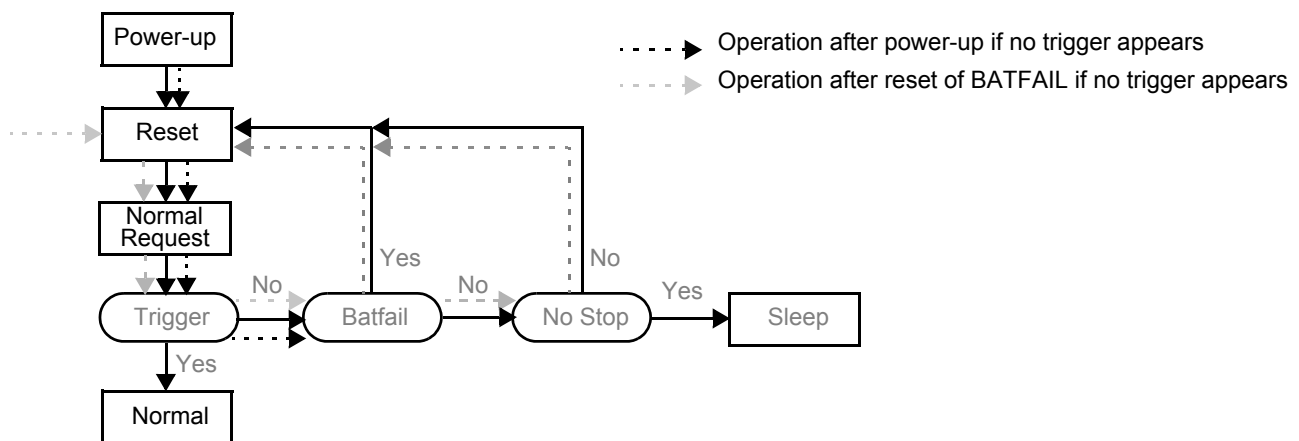 Power-up
Operation after power-up if no trigger appears
Operation after reset of BATFAIL if no trigger appears
Reset
Normal
Request
Yes
No
No
No
Yes
Trigger
Batfail
No Stop
Sleep
Yes
Normal